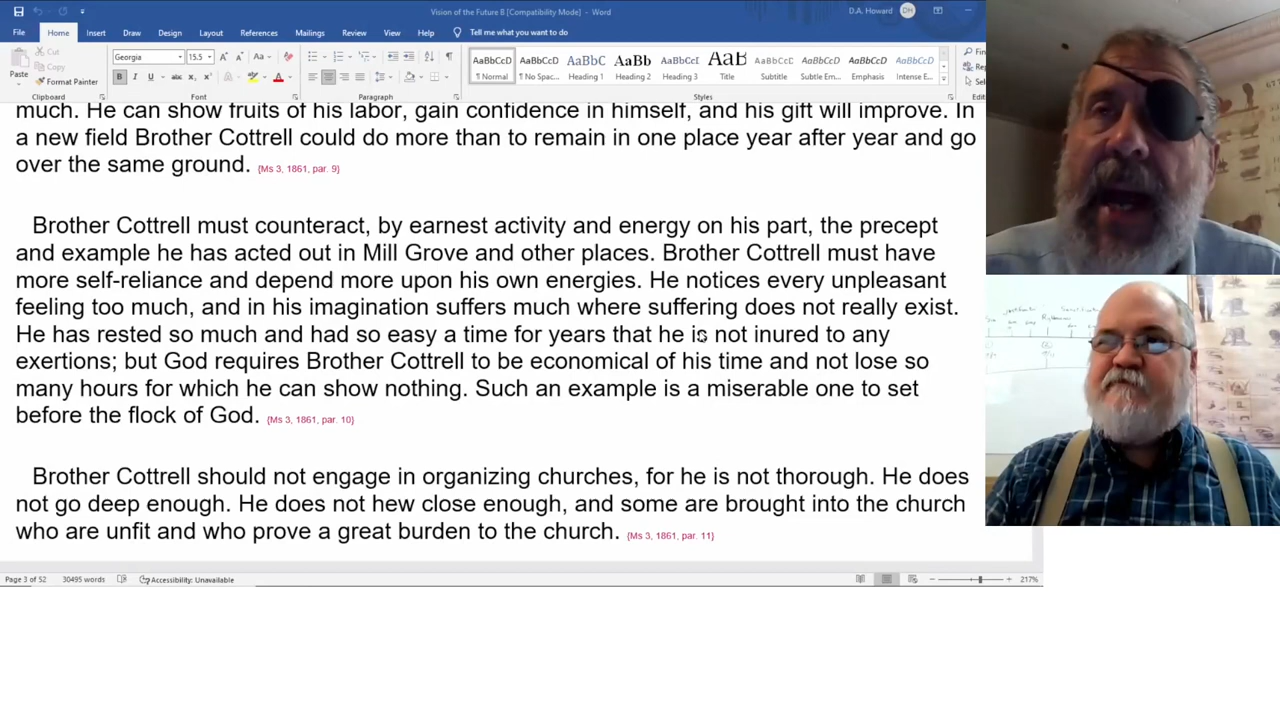 Vision of the Future 8 [Compatibility Mode] - Word
D.A. Howard
DH
File Home Insert Draw Design Layout References Mailings Review View Help Tell me what you want to do
Paste
Cut
Copy
Format Painter
Clipboard
Georgia 15.5
Font
Paragraph
AaBbCcD AaBbCcD AaBbC AaBb AaBbCcD AaB AaBbCcD AaBbCcD AaBbCcD AaBbCcD
¶ Normal ¶ No Spac... Heading 1 Heading 2 Heading 3 Title Subtitle Subtle Em... Emphasis Intense E...
Styles
much. He can show fruits of his labor, gain confidence in himself, and his gift will improve. In
a new field Brother Cottrell could do more than to remain in one place year after year and go
over the same ground. {Ms 3, 1861, par. 9}
Brother Cottrell must counteract, by earnest activity and energy on his part, the precept
and example he has acted out in Mill Grove and other places. Brother Cottrell must have
more self-reliance and depend more upon his own energies. He notices every unpleasant
feeling too much, and in his imagination suffers much where suffering does not really exist.
He has rested so much and had so easy a time for years that he is not inured to any
exertions; but God requires Brother Cottrell to be economical of his time and not lose so
many hours for which he can show nothing. Such an example is a miserable one to set
before the flock of God. {Ms 3, 1861, par. 10}
Brother Cottrell should not engage in organizing churches, for he is not thorough. He does
not go deep enough. He does not hew close enough, and some are brought into the church
who are unfit and who prove a great burden to the church. {Ms 3, 1861, par. 11}
Page 3 of 52 30495 words Accessibility: Unavailable 217%